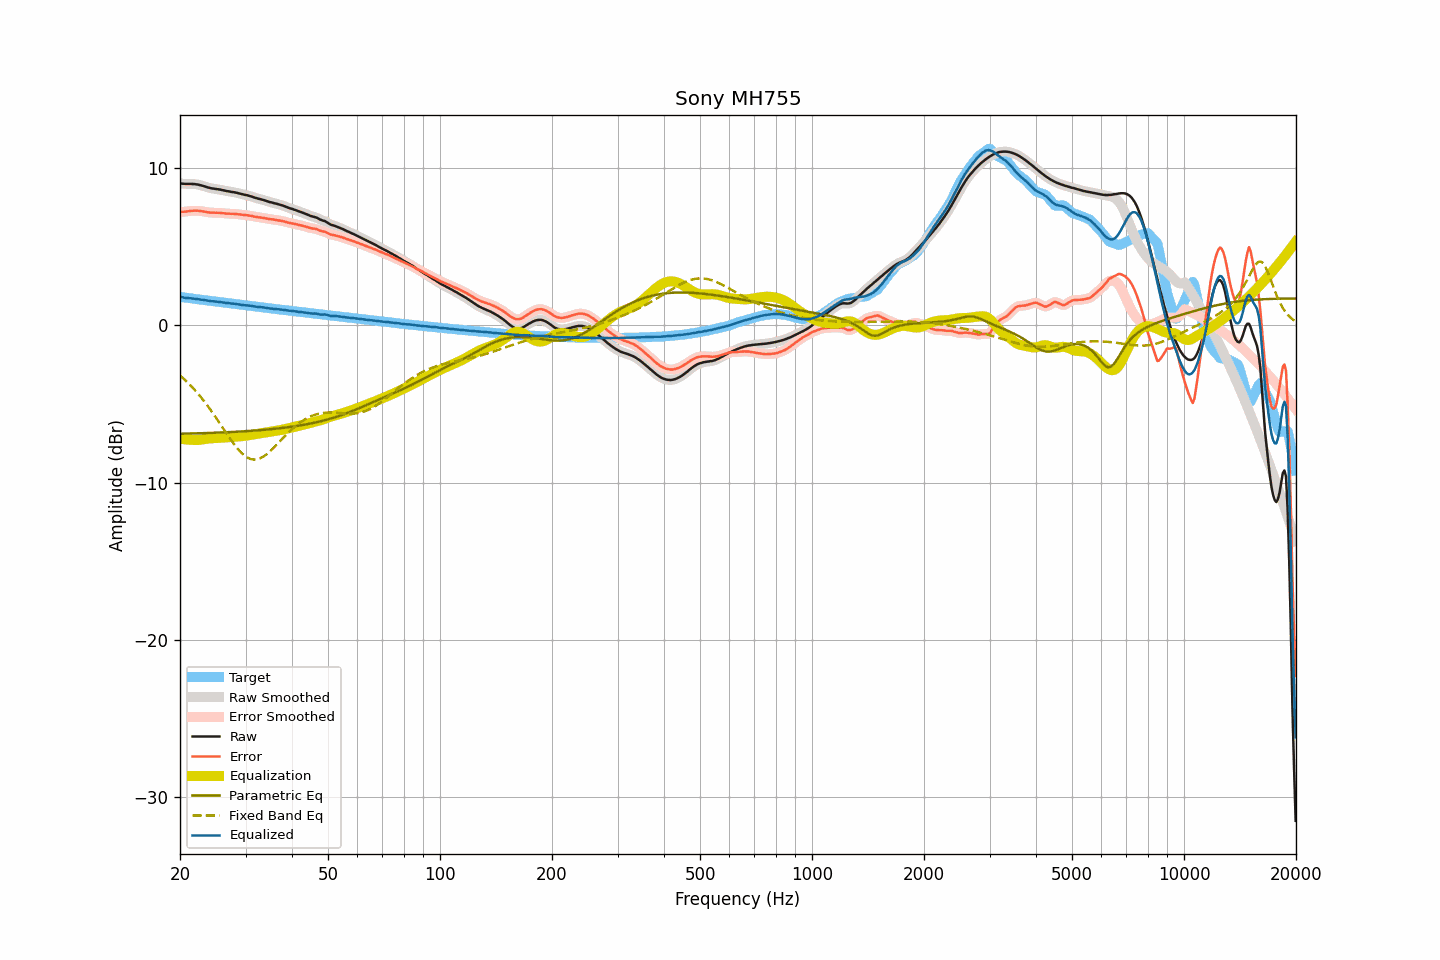 Sony MH755
Amplitude (dBr)
10
0
−10
−20
−30
Target
Raw Smoothed
Error Smoothed
Raw
Error
Equalization
Parametric Eq
Fixed Band Eq
Equalized
20 50 100 200 500 1000 2000 5000 10000 20000
Frequency (Hz)